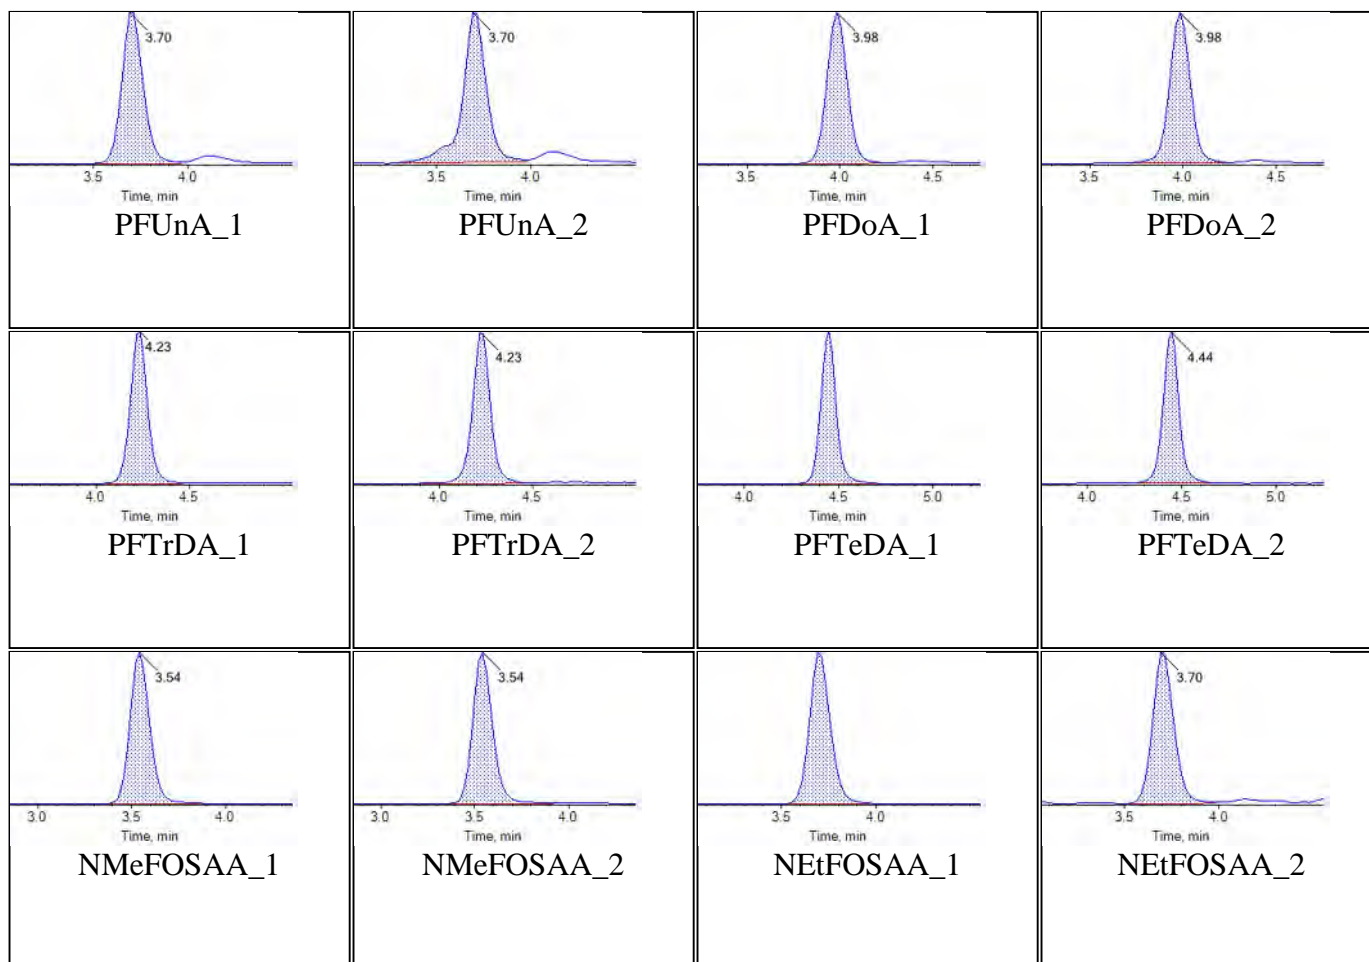 3.70
3.5 4.0
Time, min
PFUnA_1
3.70
3.5 4.0
Time, min
PFUnA_2
3.98
3.5 4.0 4.5
Time, min
PFDoA_1
3.98
3.5 4.0 4.5
Time, min
PFDoA_2
4.23
4.0 4.5
Time, min
PFTrDA_1
4.23
4.0 4.5
Time, min
PFTrDA_2
4.0 4.5 5.0
Time, min
PFTeDA_1
4.44
4.0 4.5 5.0
Time, min
PFTeDA_2
3.54
3.0 3.5 4.0
Time, min
NMeFOSAA_1
3.54
3.0 3.5 4.0
Time, min
NMeFOSAA_2
3.5 4.0
Time, min
NEtFOSAA_1
3.70
3.5 4.0
Time, min
NEtFOSAA_2